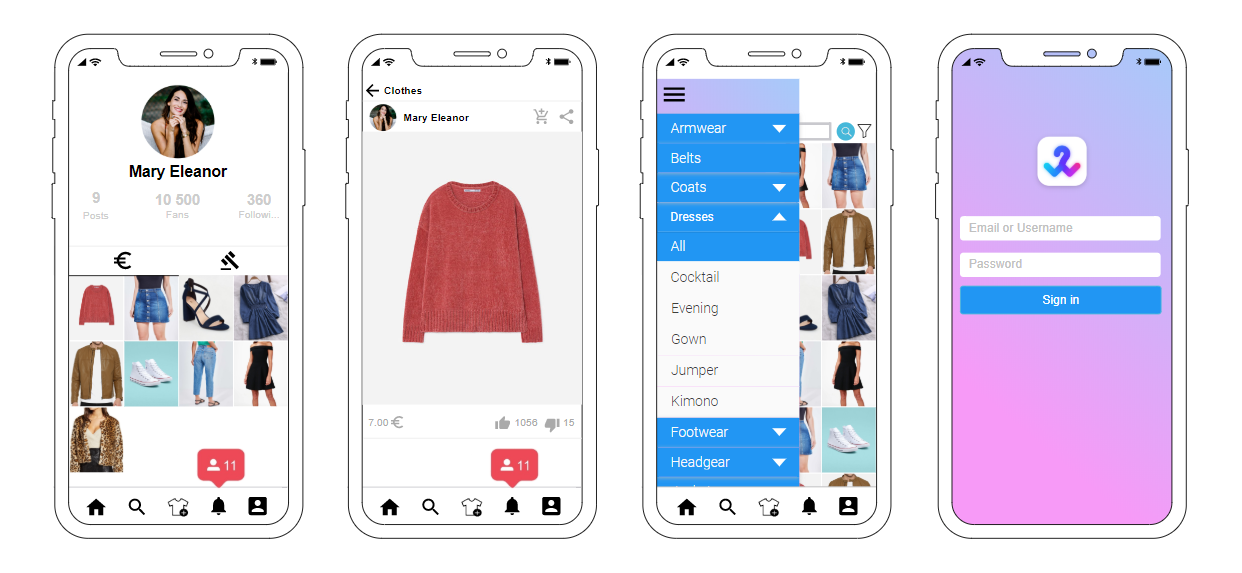 Mary Eleanor
9
Posts
10 500
Fans
360
Followi...
11
Clothes
Mary Eleanor
7.00 €
1056
15
11
Armwear
Belts
Coats
Dresses
All
Cocktail
Evening
Gown
Jumper
Kimono
Footwear
Headgear
Email or Username
Password
Sign in